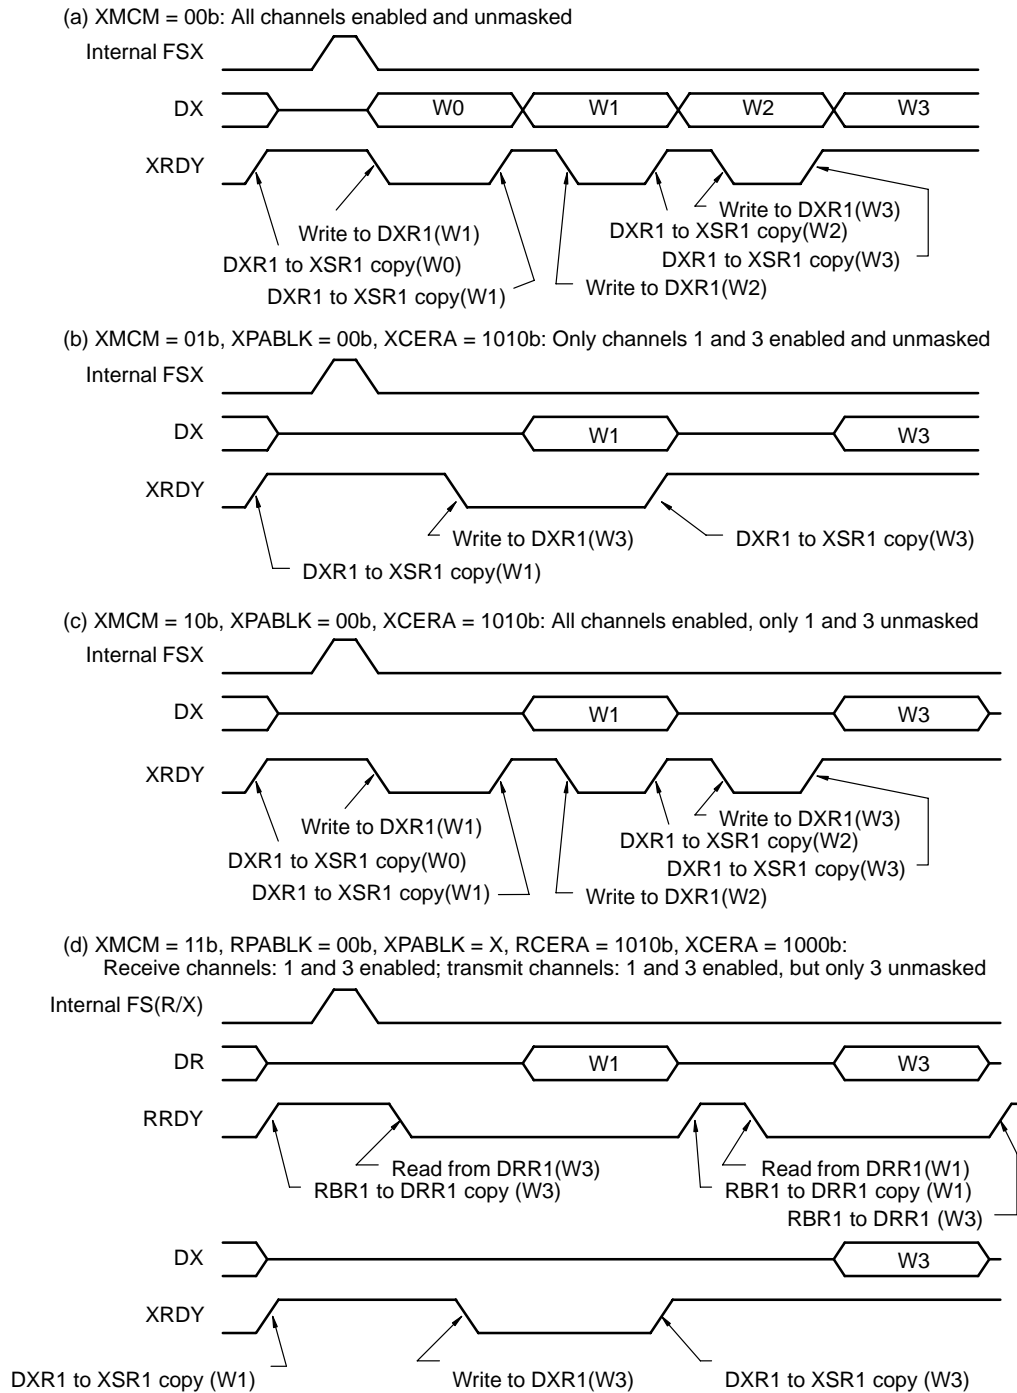 (a) XMCM = 00b: All channels enabled and unmasked
Internal FSX
DX W0 W1 W2 W3
XRDY
Write to DXR1(W3)
Write to DXR1(W1) DXR1 to XSR1 copy(W2)
DXR1 to XSR1 copy(W0) DXR1 to XSR1 copy(W3)
DXR1 to XSR1 copy(W1) Write to DXR1(W2)
(b) XMCM = 01b, XPABLK = 00b, XCERA = 1010b: Only channels 1 and 3 enabled and unmasked
Internal FSX
DX W1 W3
XRDY
Write to DXR1(W3) DXR1 to XSR1 copy(W3)
DXR1 to XSR1 copy(W1)
(c) XMCM = 10b, XPABLK = 00b, XCERA = 1010b: All channels enabled, only 1 and 3 unmasked
Internal FSX
DX W1 W3
XRDY
Write to DXR1(W1) Write to DXR1(W3)
DXR1 to XSR1 copy(W2)
DXR1 to XSR1 copy(W0) DXR1 to XSR1 copy(W3)
DXR1 to XSR1 copy(W1) Write to DXR1(W2)
(d) XMCM = 11b, RPABLK = 00b, XPABLK = X, RCERA = 1010b, XCERA = 1000b:
Receive channels: 1 and 3 enabled; transmit channels: 1 and 3 enabled, but only 3 unmasked
Internal FS(R/X)
DR W1 W3
RRDY
Read from DRR1(W3) Read from DRR1(W1)
RBR1 to DRR1 copy (W3) RBR1 to DRR1 copy (W1)
RBR1 to DRR1 (W3)
DX W3
XRDY
DXR1 to XSR1 copy (W1) Write to DXR1(W3) DXR1 to XSR1 copy (W3)